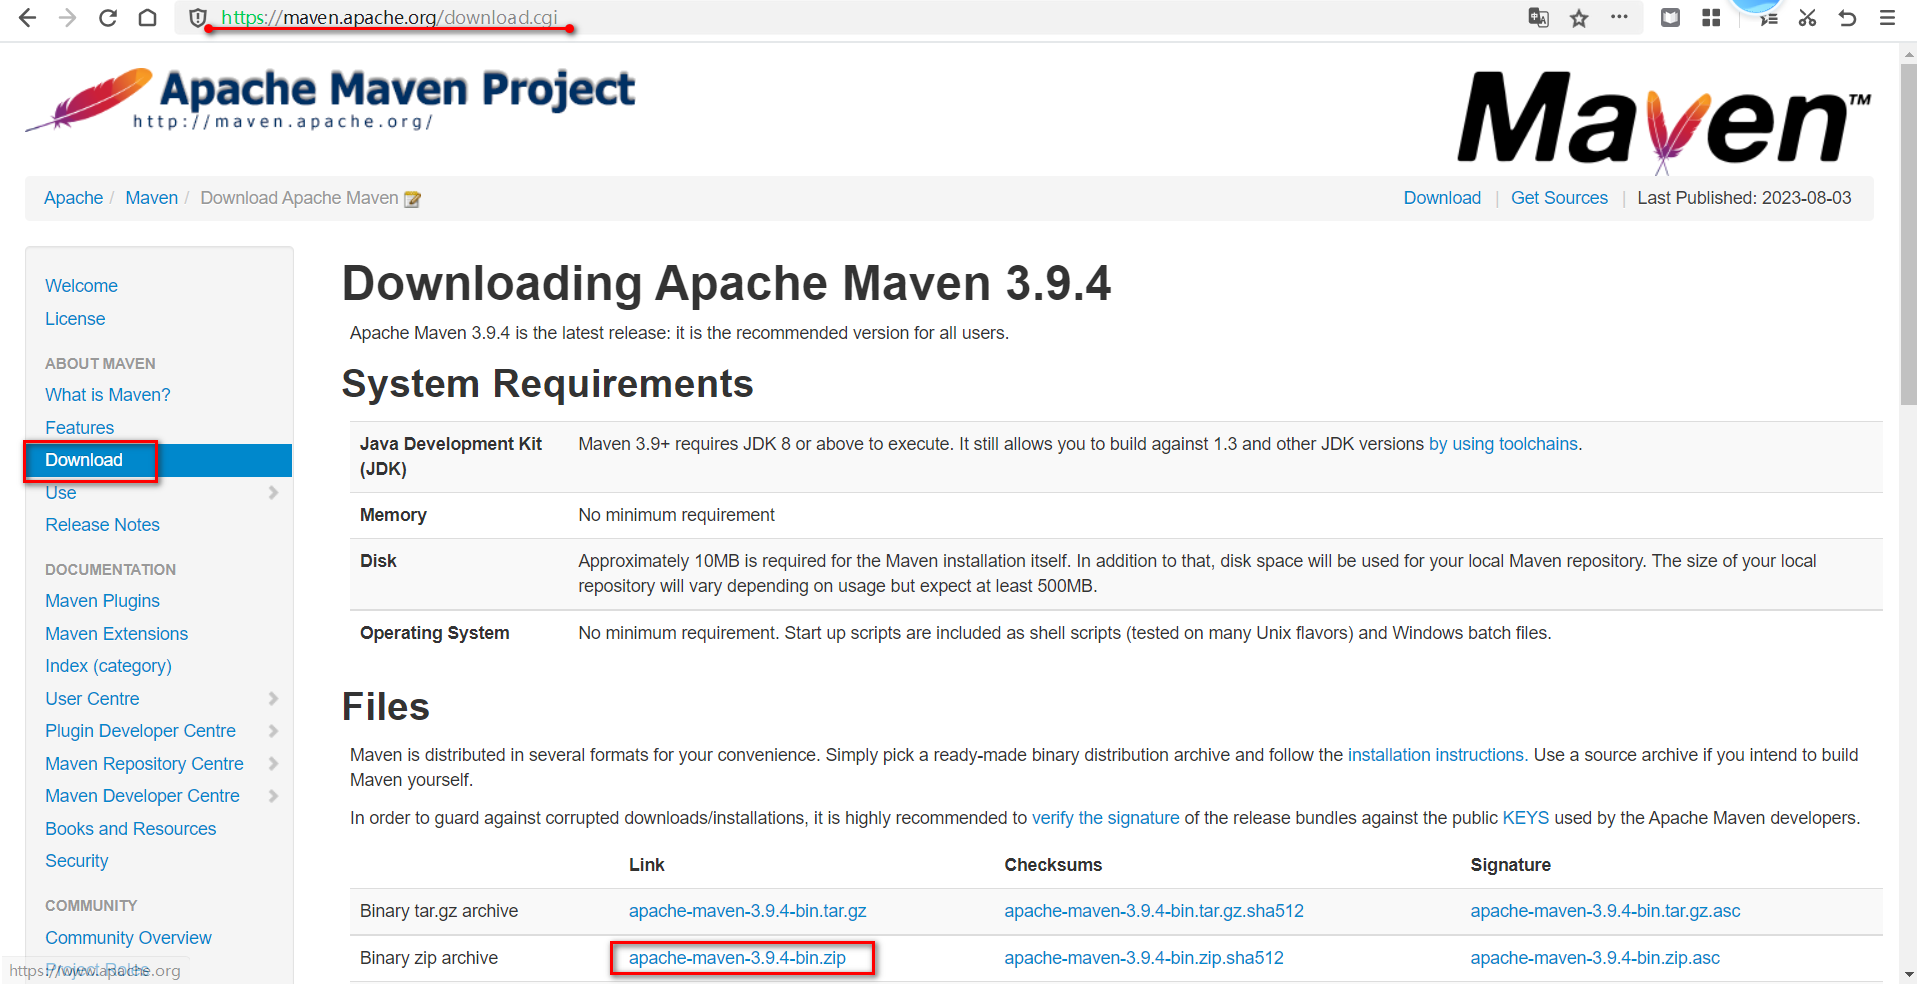 https://maven.apache.org/download.cgi
Apache Maven Project
http://maven.apache.org/
Maven™
Apache / Maven / Download Apache Maven
Download | Get Sources | Last Published: 2023-08-03
Welcome
License
ABOUT MAVEN
What is Maven?
Features
Download
Use
Release Notes
DOCUMENTATION
Maven Plugins
Maven Extensions
Index (category)
User Centre
Plugin Developer Centre
Maven Repository Centre
Maven Developer Centre
Books and Resources
Security
COMMUNITY
Community Overview
Project Roles
https://www.apache.org
Downloading Apache Maven 3.9.4
Apache Maven 3.9.4 is the latest release: it is the recommended version for all users.
System Requirements
Java Development Kit (JDK) Maven 3.9+ requires JDK 8 or above to execute. It still allows you to build against 1.3 and other JDK versions by using toolchains.
Memory No minimum requirement
Disk Approximately 10MB is required for the Maven installation itself. In addition to that, disk space will be used for your local Maven repository. The size of your local
repository will vary depending on usage but expect at least 500MB.
Operating System No minimum requirement. Start up scripts are included as shell scripts (tested on many Unix flavors) and Windows batch files.
Files
Maven is distributed in several formats for your convenience. Simply pick a ready-made binary distribution archive and follow the installation instructions. Use a source archive if you intend to build
Maven yourself.
In order to guard against corrupted downloads/installations, it is highly recommended to verify the signature of the release bundles against the public KEYS used by the Apache Maven developers.
Link Checksums Signature
Binary tar.gz archive apache-maven-3.9.4-bin.tar.gz apache-maven-3.9.4-bin.tar.gz.sha512 apache-maven-3.9.4-bin.tar.gz.asc
Binary zip archive apache-maven-3.9.4-bin.zip apache-maven-3.9.4-bin.zip.sha512 apache-maven-3.9.4-bin.zip.asc